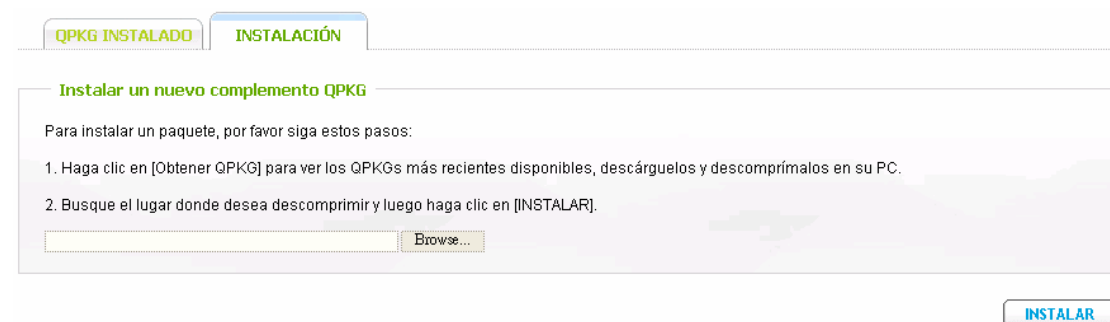 QPKG INSTALADO
INSTALACIÓN
Instalar un nuevo complemento QPKG
Para instalar un paquete, por favor siga estos pasos:
1. Haga clic en [Obtener QPKG] para ver los QPKGs más recientes disponibles, descárguelos y descomprímalos en su PC.
2. Busque el lugar donde desea descomprimir y luego haga clic en [INSTALAR].
Browse...
INSTALAR